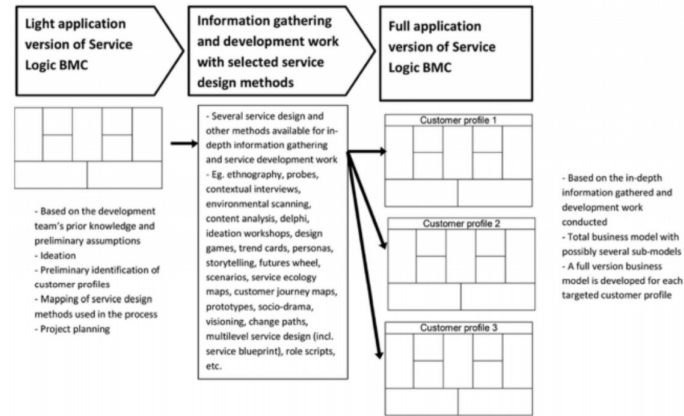 Light application
version of Service
Logic BMC
Information gathering
and development work
with selected service
design methods
Full application
version of Service
Logic BMC
- Based on the development
team's prior knowledge and
preliminary assumptions
- Ideation
- Preliminary identification of
customer profiles
- Mapping of service design
methods used in the process
- Project planning
- Several service design and
other methods available for in-
depth information gathering
and service development work
- Eg. ethnography, probes,
contextual interviews,
environmental scanning,
content analysis, delphi,
ideation workshops, design
games, trend cards, personas,
storytelling, futures wheel,
scenarios, service ecology
maps, customer journey maps,
prototypes, socio-drama,
visioning, change paths,
multilevel service design (incl.
service blueprint), role scripts,
etc.
Customer profile 1
Customer profile 2
Customer profile 3
- Based on the in-depth
information gathered and
development work
conducted
- Total business model with
possibly several sub-models
- A full version business
model is developed for each
targeted customer profile